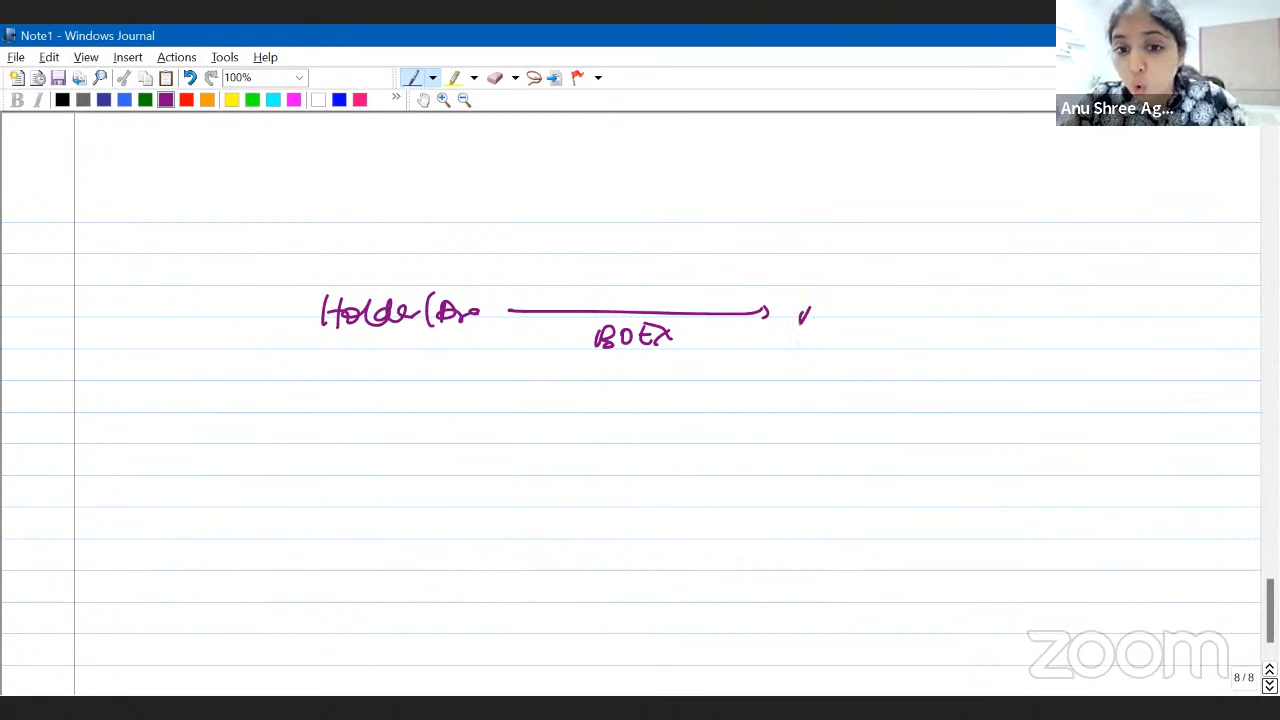 Note1 - Windows Journal
File Edit View Insert Actions Tools Help
100%
B I
Anu Shree Ag...
Holder(
BOEX
zoom
8 / 8